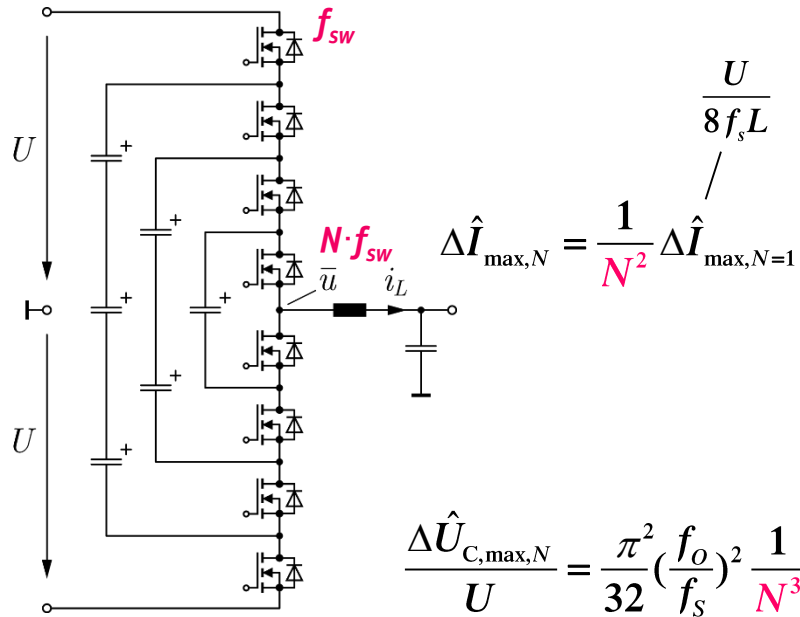 f_sw
U
+
+
+
N·f_sw
u̅
i_L
+
+
+
U
U/(8 f_s L)
ΔÎ_max,N = 1/N² ΔÎ_max,N=1
ΔÛ_C,max,N/U = π²/32 (f_O/f_S)² 1/N³